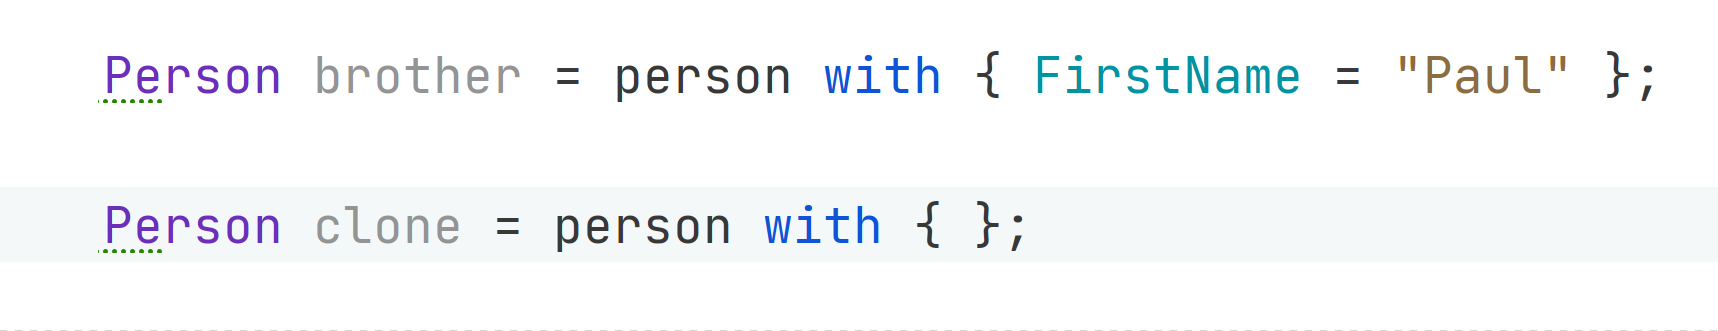 Person brother = person with { FirstName = "Paul" };
Person clone = person with { };